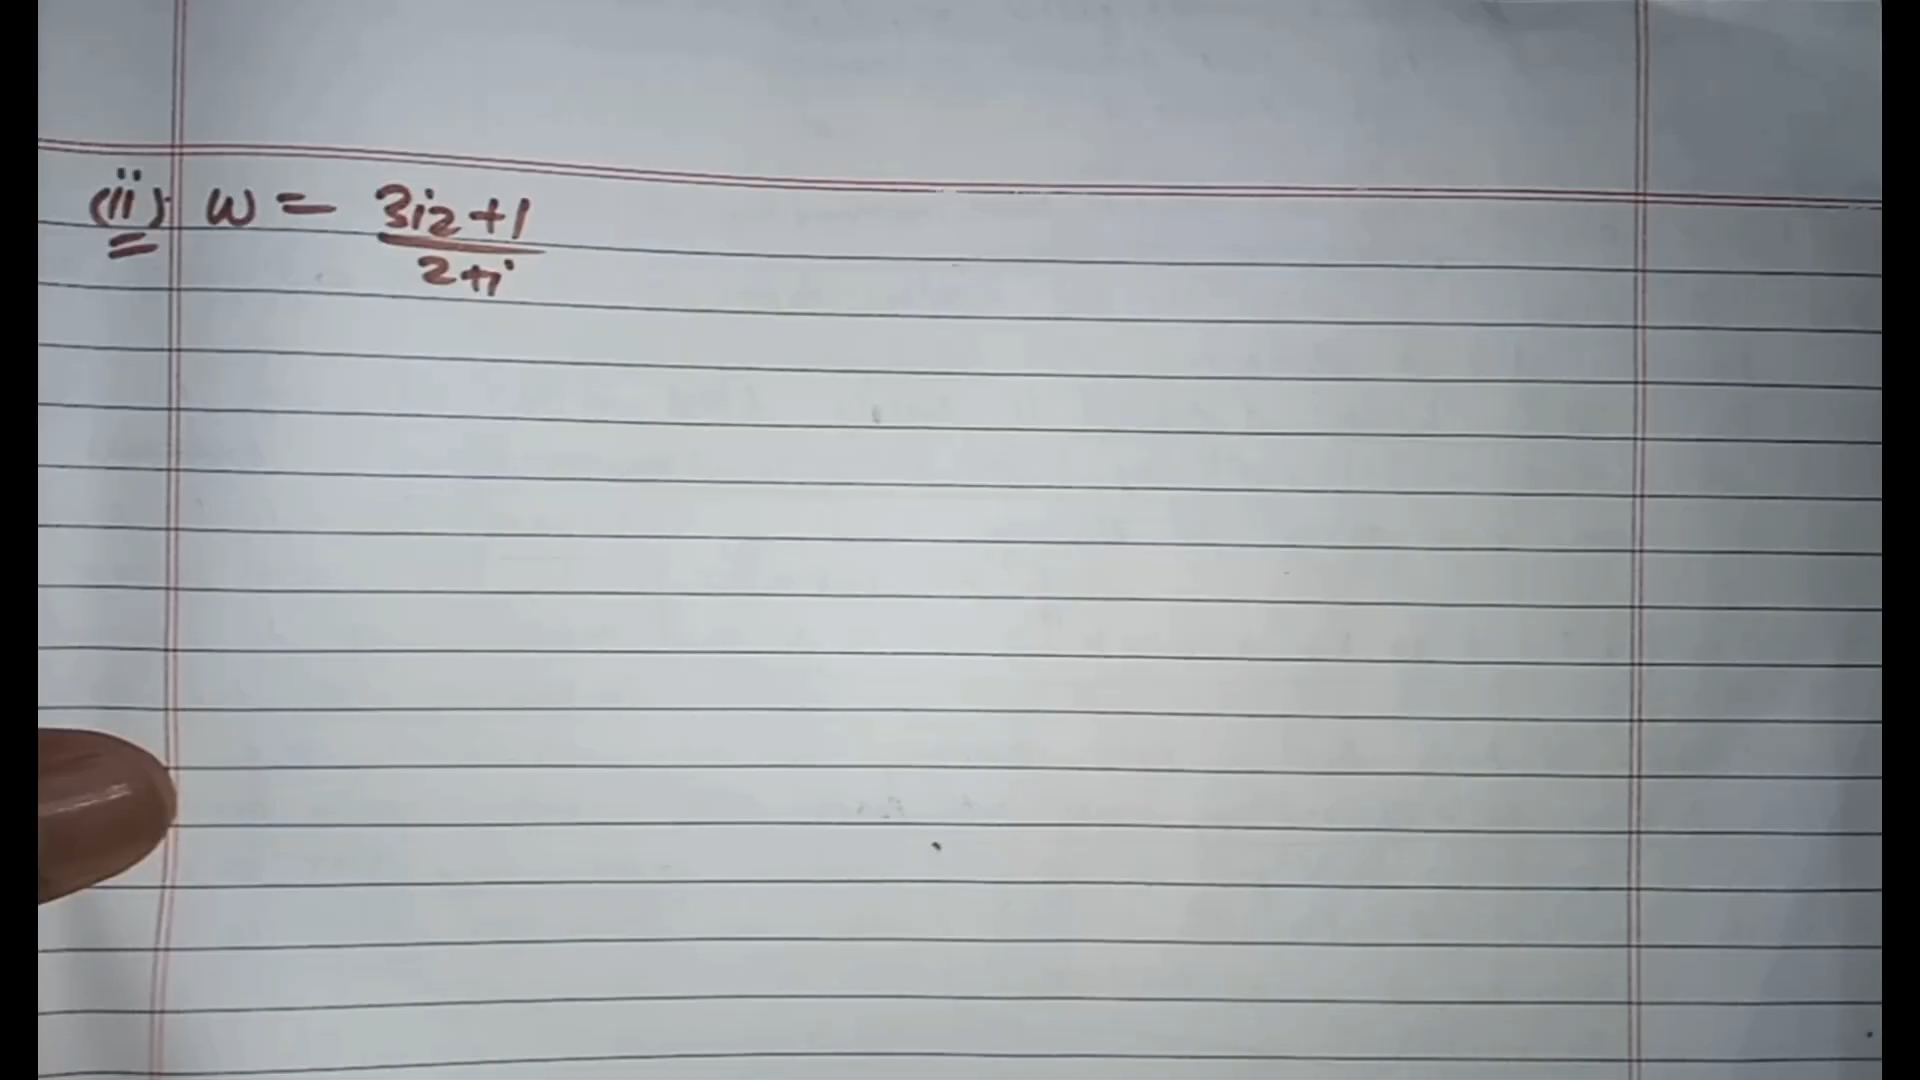 (ii) w = 3iz+1
2+i